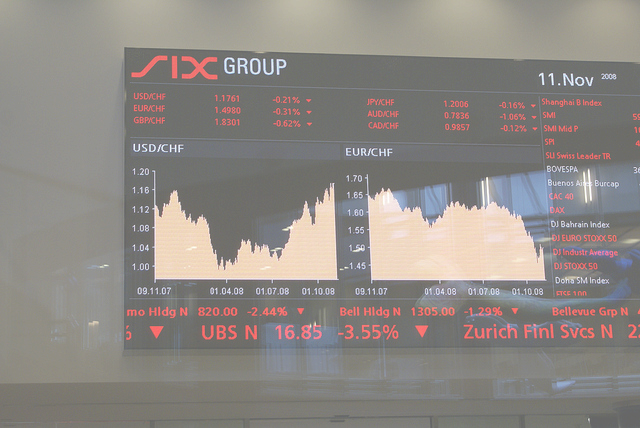 SIX GROUP
11.Nov 2008
USD/CHF 1.1761 -0.21% ▼
EUR/CHF 1.4980 -0.31% ▼
GBP/CHF 1.8301 -0.62% ▼
JPY/CHF 1.2006 -0.16% ▼
AUD/CHF 0.7836 -1.06% ▼
CAD/CHF 0.9857 -0.12% ▼
Shanghai B Index
SMI
SMI Mid P
SPI
SLI Swiss Leader TR
BOVESPA
Buenos Aires Burcap
CAC 40
DAX
DJ Bahrain Index
DJ EURO STOXX 50
DJ Industr Average
DJ STOXX 50
Doha SM Index
FTSE 100
USD/CHF
1.20
1.16
1.12
1.08
1.04
1.00
09.11.07 01.04.08 01.07.08 01.10.08
EUR/CHF
1.70
1.65
1.60
1.55
1.50
1.45
09.11.07 01.04.08 01.07.08 01.10.08
mo Hldg N 820.00 -2.44% ▼ Bell Hldg N 1305.00 -1.29% ▼ Bellevue Grp N
% ▼ UBS N 16.85 -3.55% ▼ Zurich Finl Svcs N